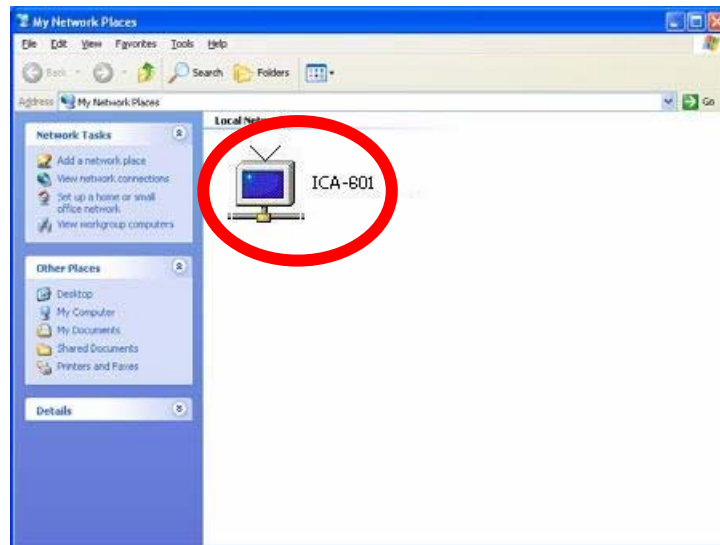 My Network Places
File Edit View Favorites Tools Help
Back Search Folders
Address My Network Places Go
Local Network
Network Tasks
Add a network place
View network connections
Set up a home or small
office network
View workgroup computers
ICA-601
Other Places
Desktop
My Computer
My Documents
Shared Documents
Printers and Faxes
Details